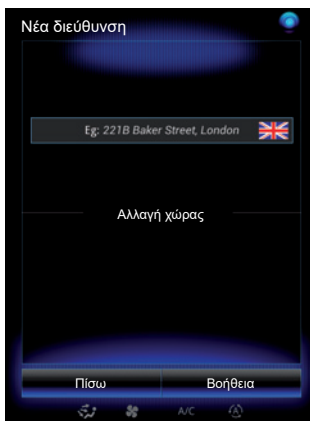 Νέα διεύθυνση
Eg: 221B Baker Street, London
Αλλαγή χώρας
Πίσω Βοήθεια
A/C A